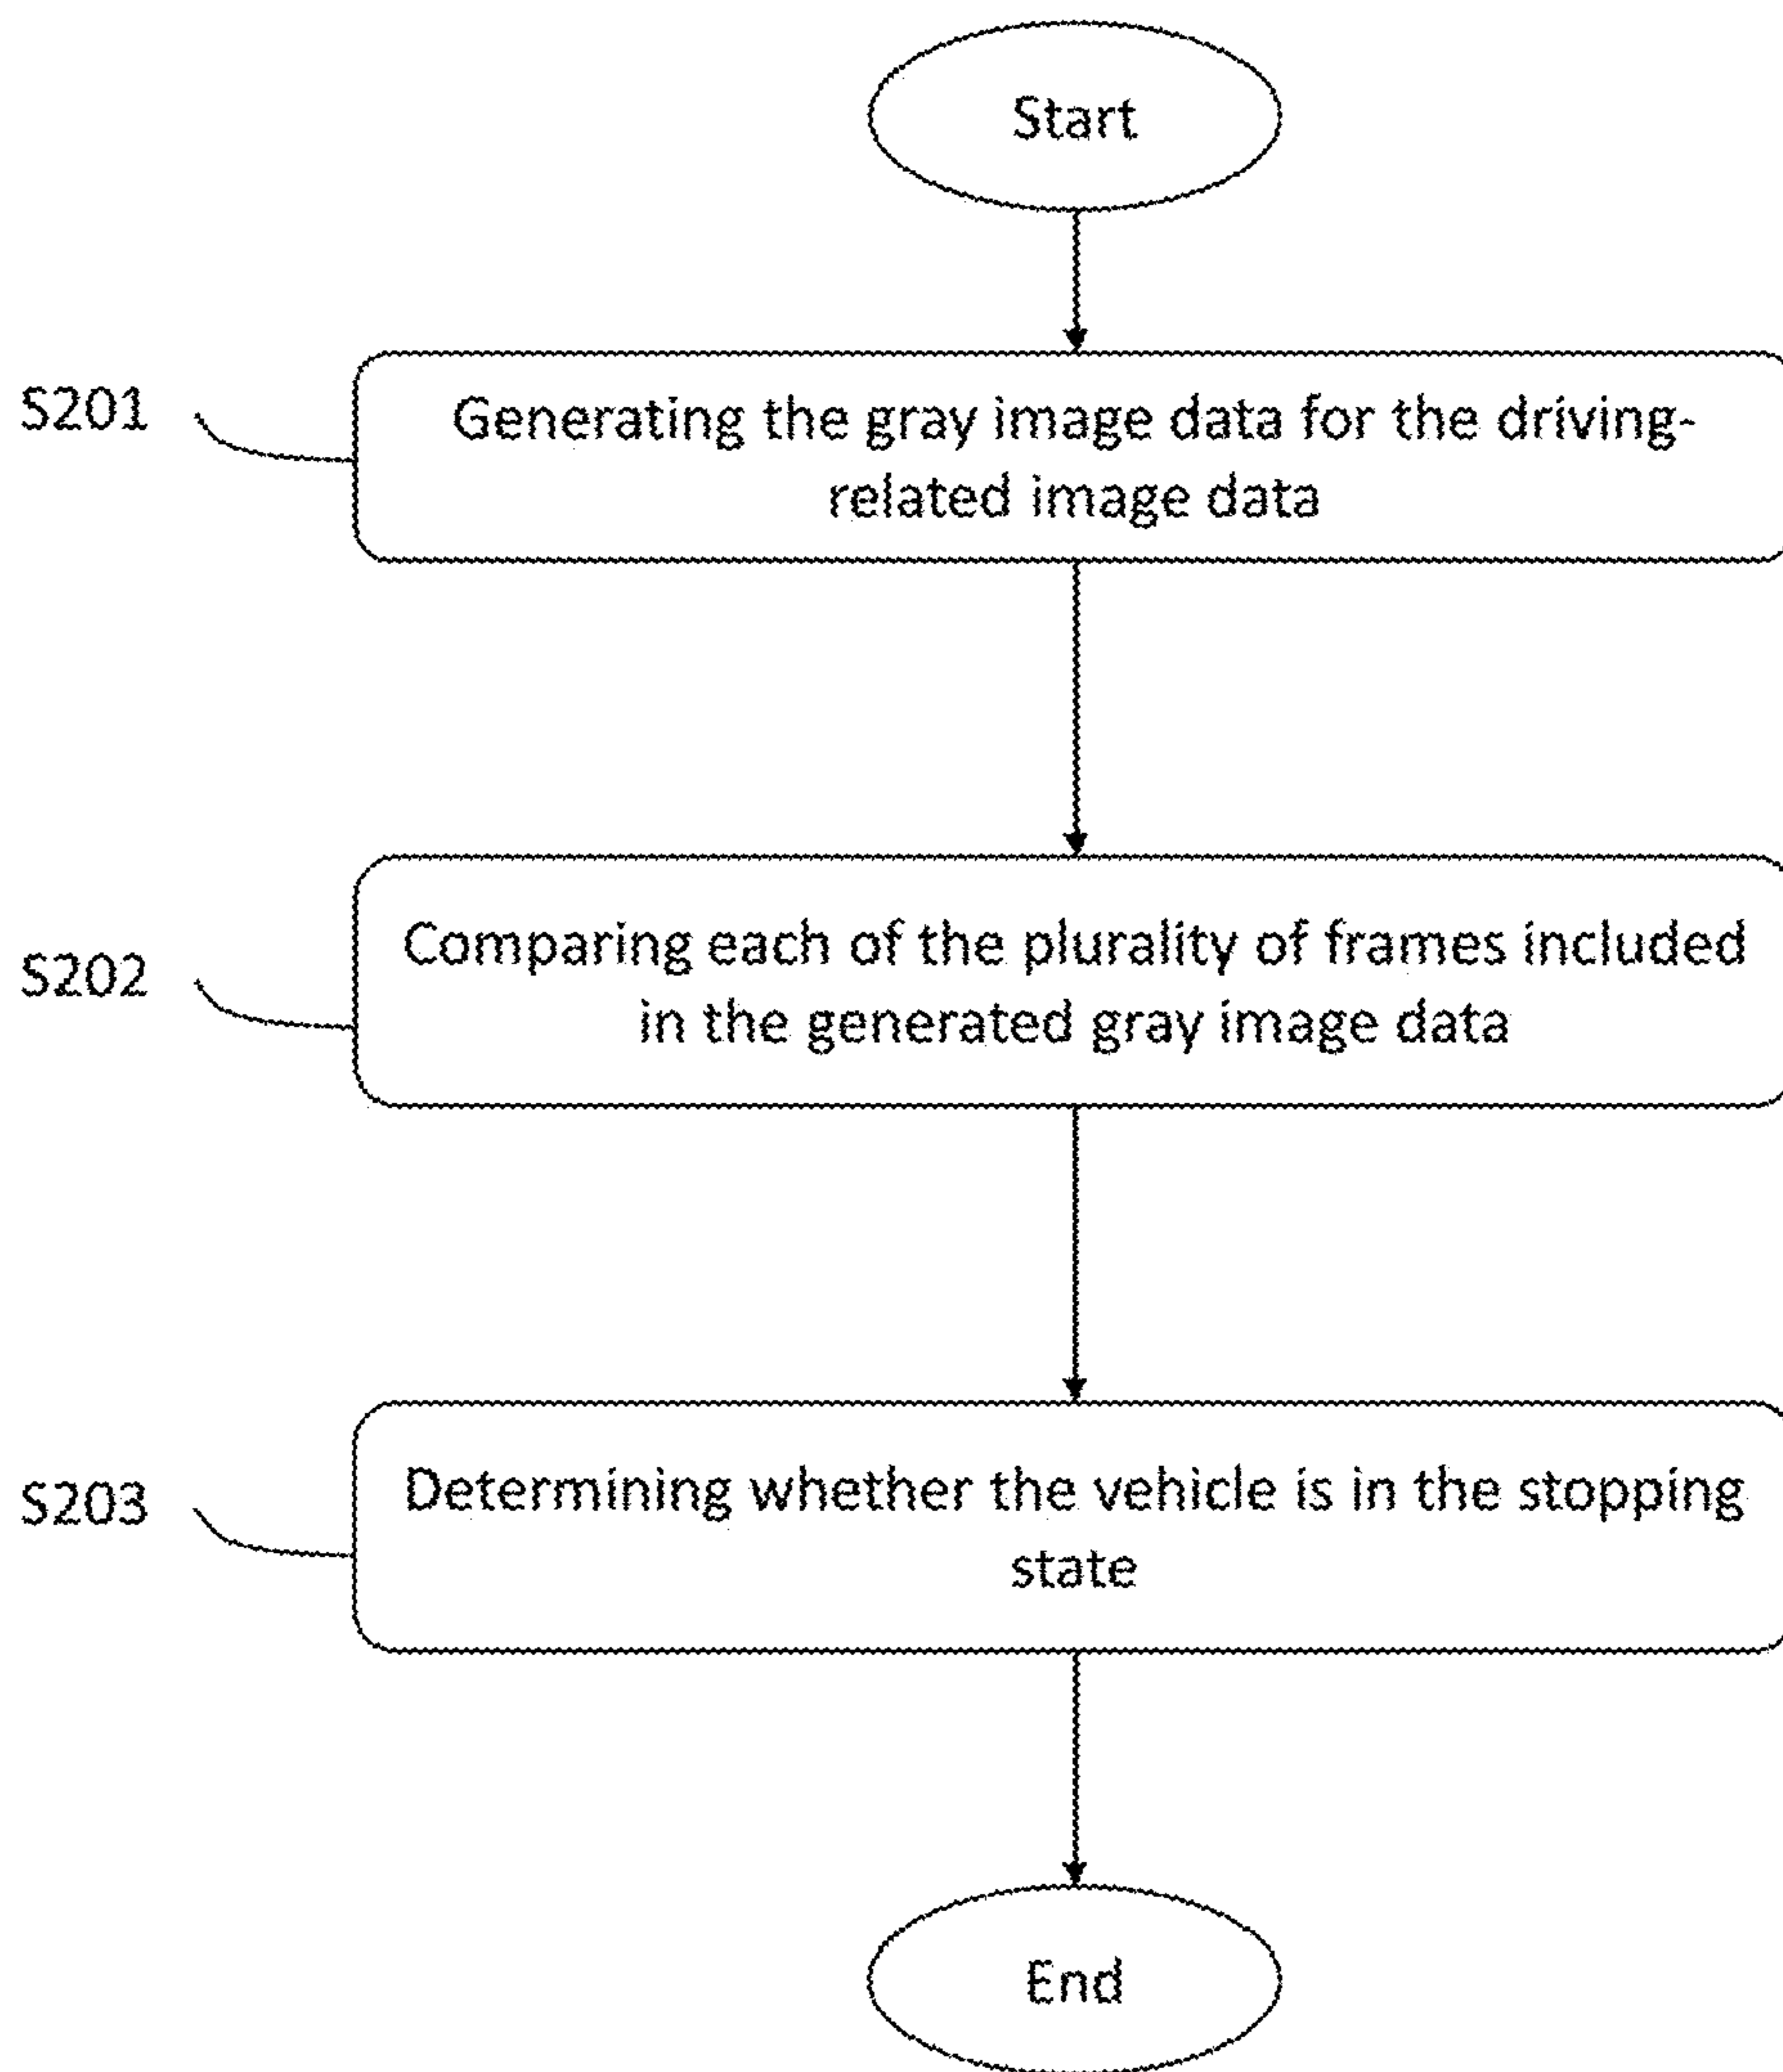 Start
S201
Generating the gray image data for the driving-
related image data
S202
Comparing each of the plurality of frames included
in the generated gray image data
S203
Determining whether the vehicle is in the stopping
state
End